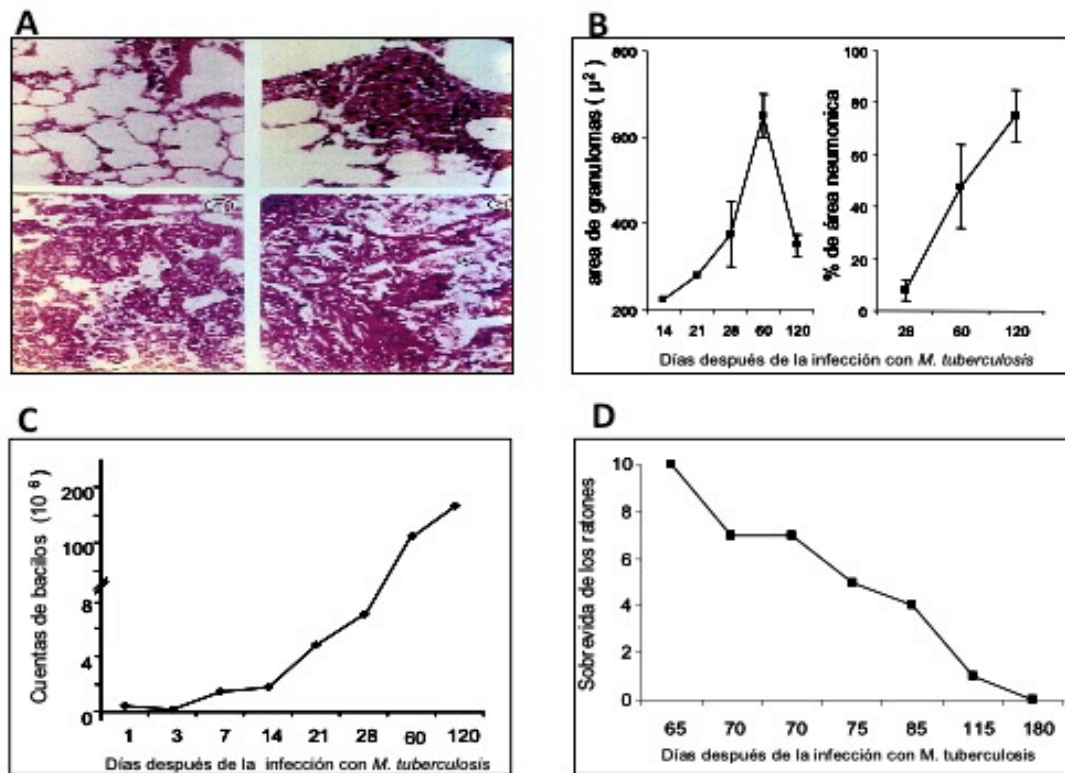 A
B
800
600
400
200
area de granulomas ( µ² )
14 21 28 60 120
100
80
60
40
20
0
% de área neumonica
28 60 120
Días después de la infección con M. tuberculosis
C
200
100
8
4
0
Cuentas de bacilos (10 ⁶)
1 3 7 14 21 28 60 120
Días después de la infección con M. tuberculosis
D
10
8
6
4
2
0
Sobrevida de los ratones
65 70 70 75 85 115 180
Días después de la infección con M. tuberculosis